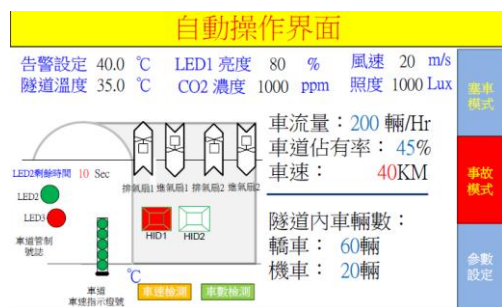 自動操作界面
告警設定 40.0 ℃ LED1 亮度 80 % 風速 20 m/s
隧道溫度 35.0 ℃ CO2 濃度 1000 ppm 照度 1000 Lux
塞車
模式
車流量：200 輛/Hr
車道佔有率：45%
車速： 40KM
事故
模式
LED2剩餘時間 10 Sec
排氣扇1 進氣扇1 排氣扇2 進氣扇2
LED2
LED3
HID1 HID2
車道管制
號誌
隧道內車輛數：
轎車： 60輛
機車： 20輛
參數
設定
℃
車道
車速指示燈號
車速檢測 車數檢測